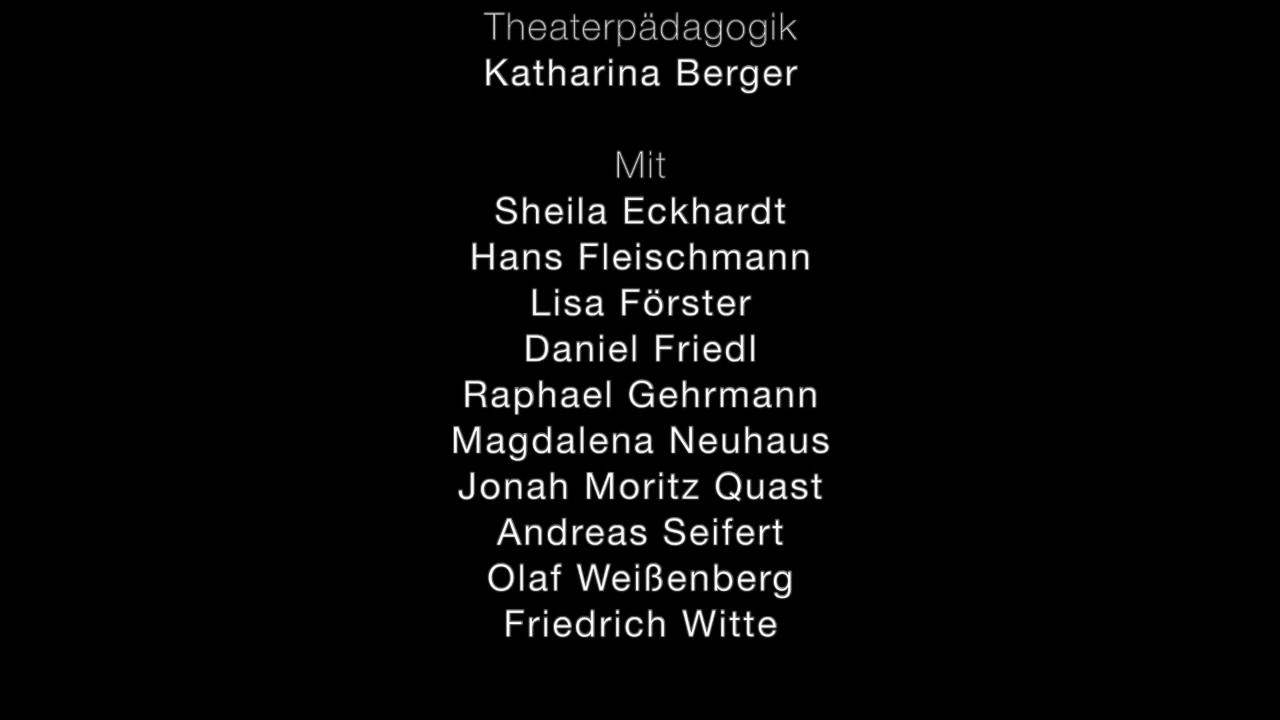 Theaterpädagogik
Katharina Berger
Mit
Sheila Eckhardt
Hans Fleischmann
Lisa Förster
Daniel Friedl
Raphael Gehrmann
Magdalena Neuhaus
Jonah Moritz Quast
Andreas Seifert
Olaf Weißenberg
Friedrich Witte